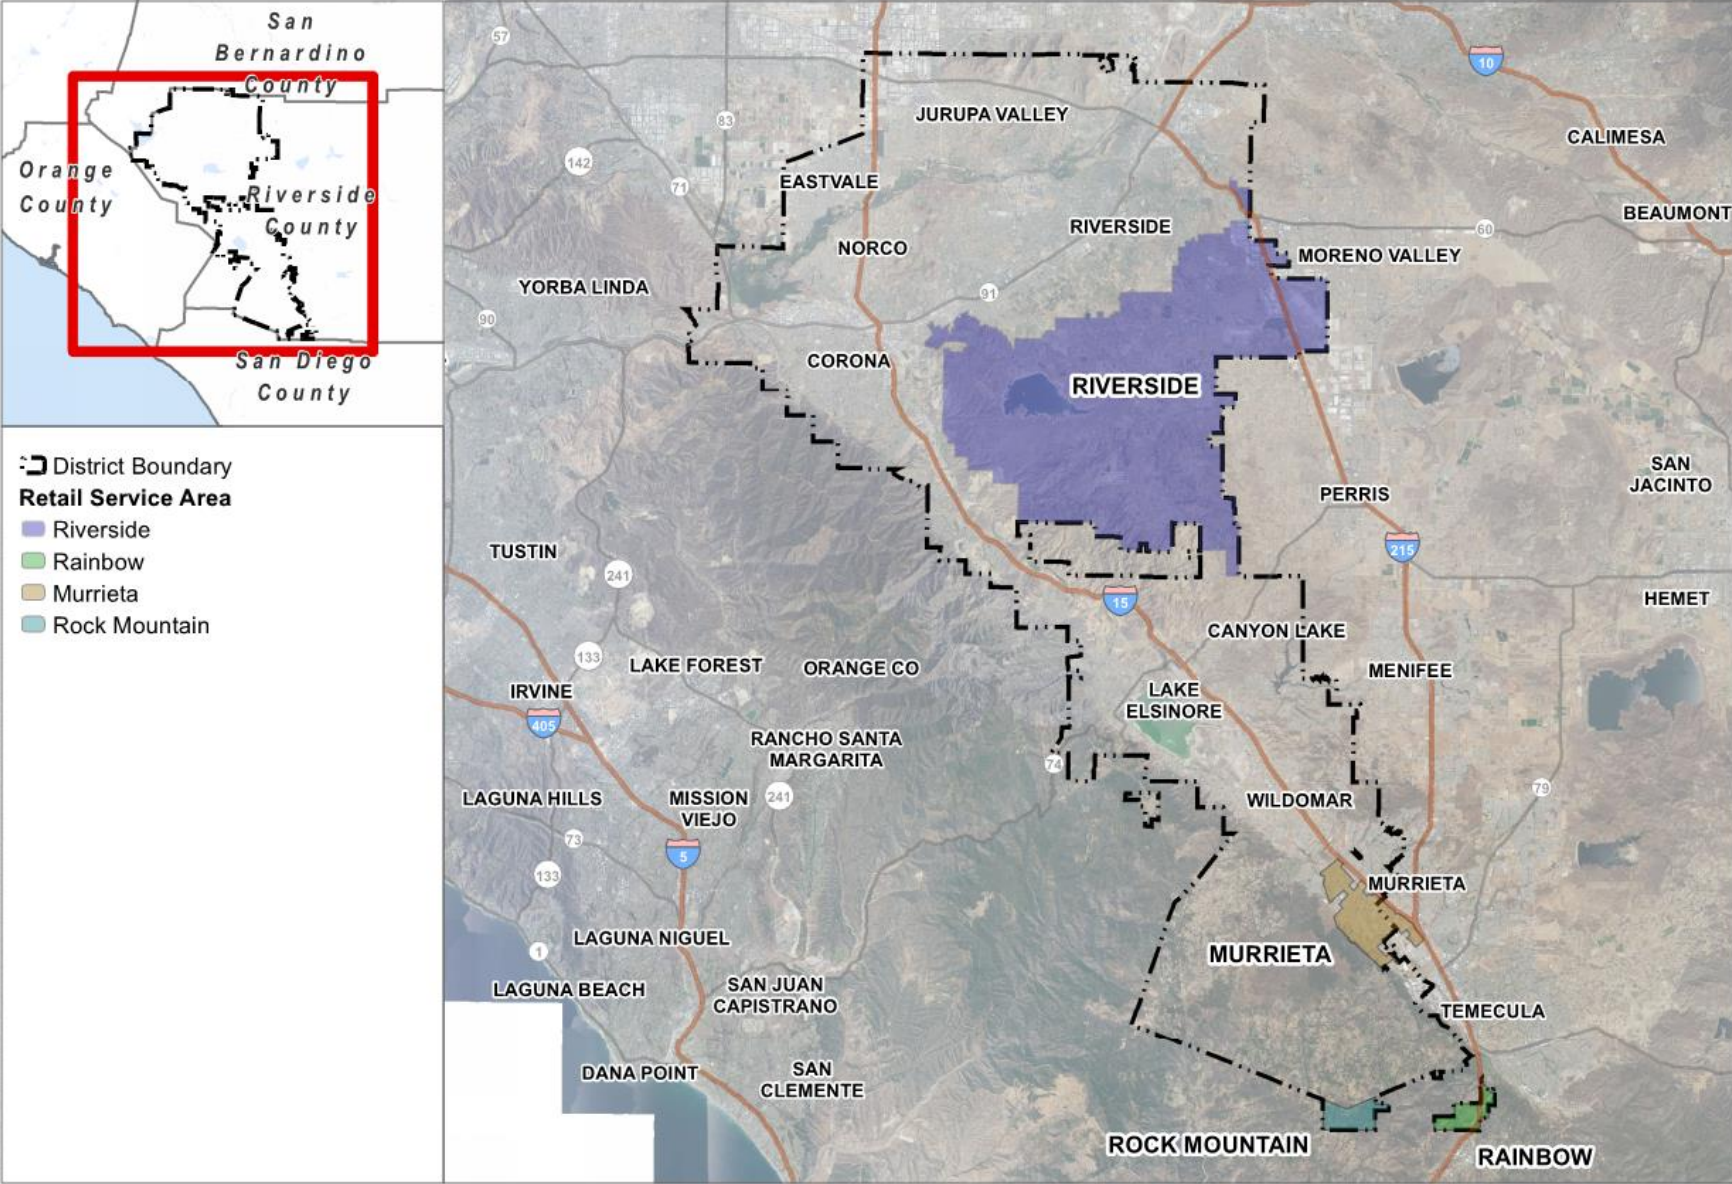 San
Bernardino
County
Orange
County
Riverside
County
San Diego
County
District Boundary
Retail Service Area
Riverside
Rainbow
Murrieta
Rock Mountain
57
10
83
JURUPA VALLEY
CALIMESA
142
71
EASTVALE
BEAUMONT
RIVERSIDE
60
NORCO
MORENO VALLEY
YORBA LINDA
91
90
CORONA
RIVERSIDE
SAN
JACINTO
PERRIS
TUSTIN
215
241
15
HEMET
CANYON LAKE
133
LAKE FOREST
ORANGE CO
MENIFEE
IRVINE
LAKE
ELSINORE
405
RANCHO SANTA
MARGARITA
74
79
LAGUNA HILLS
MISSION
VIEJO
241
WILDOMAR
73
5
133
MURRIETA
LAGUNA NIGUEL
1
MURRIETA
LAGUNA BEACH
SAN JUAN
CAPISTRANO
TEMECULA
DANA POINT
SAN
CLEMENTE
ROCK MOUNTAIN
RAINBOW